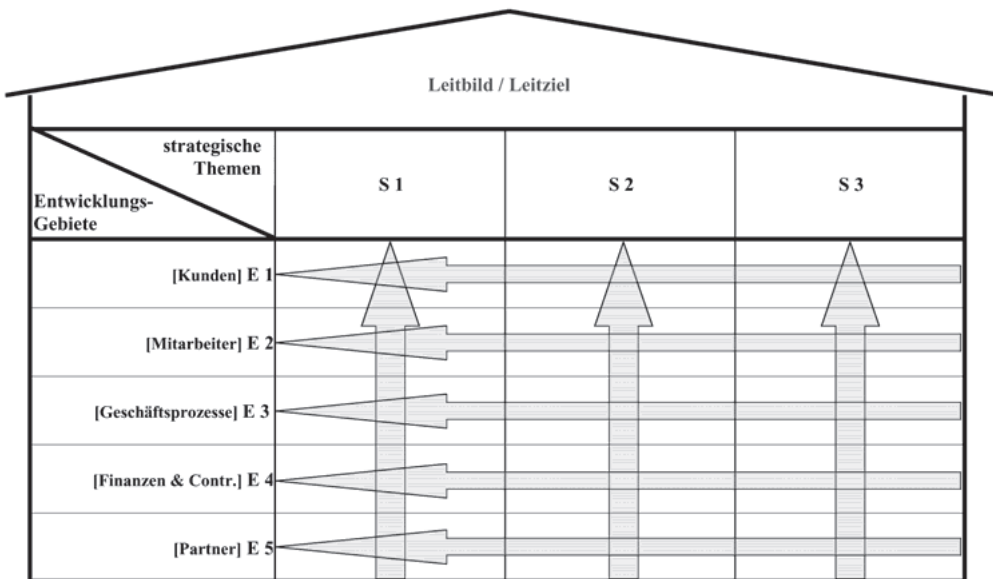 Leitbild / Leitziel
strategische
Themen
Entwicklungs-
Gebiete
S 1
S 2
S 3
[Kunden] E 1
[Mitarbeiter] E 2
[Geschäftsprozesse] E 3
[Finanzen & Contr.] E 4
[Partner] E 5